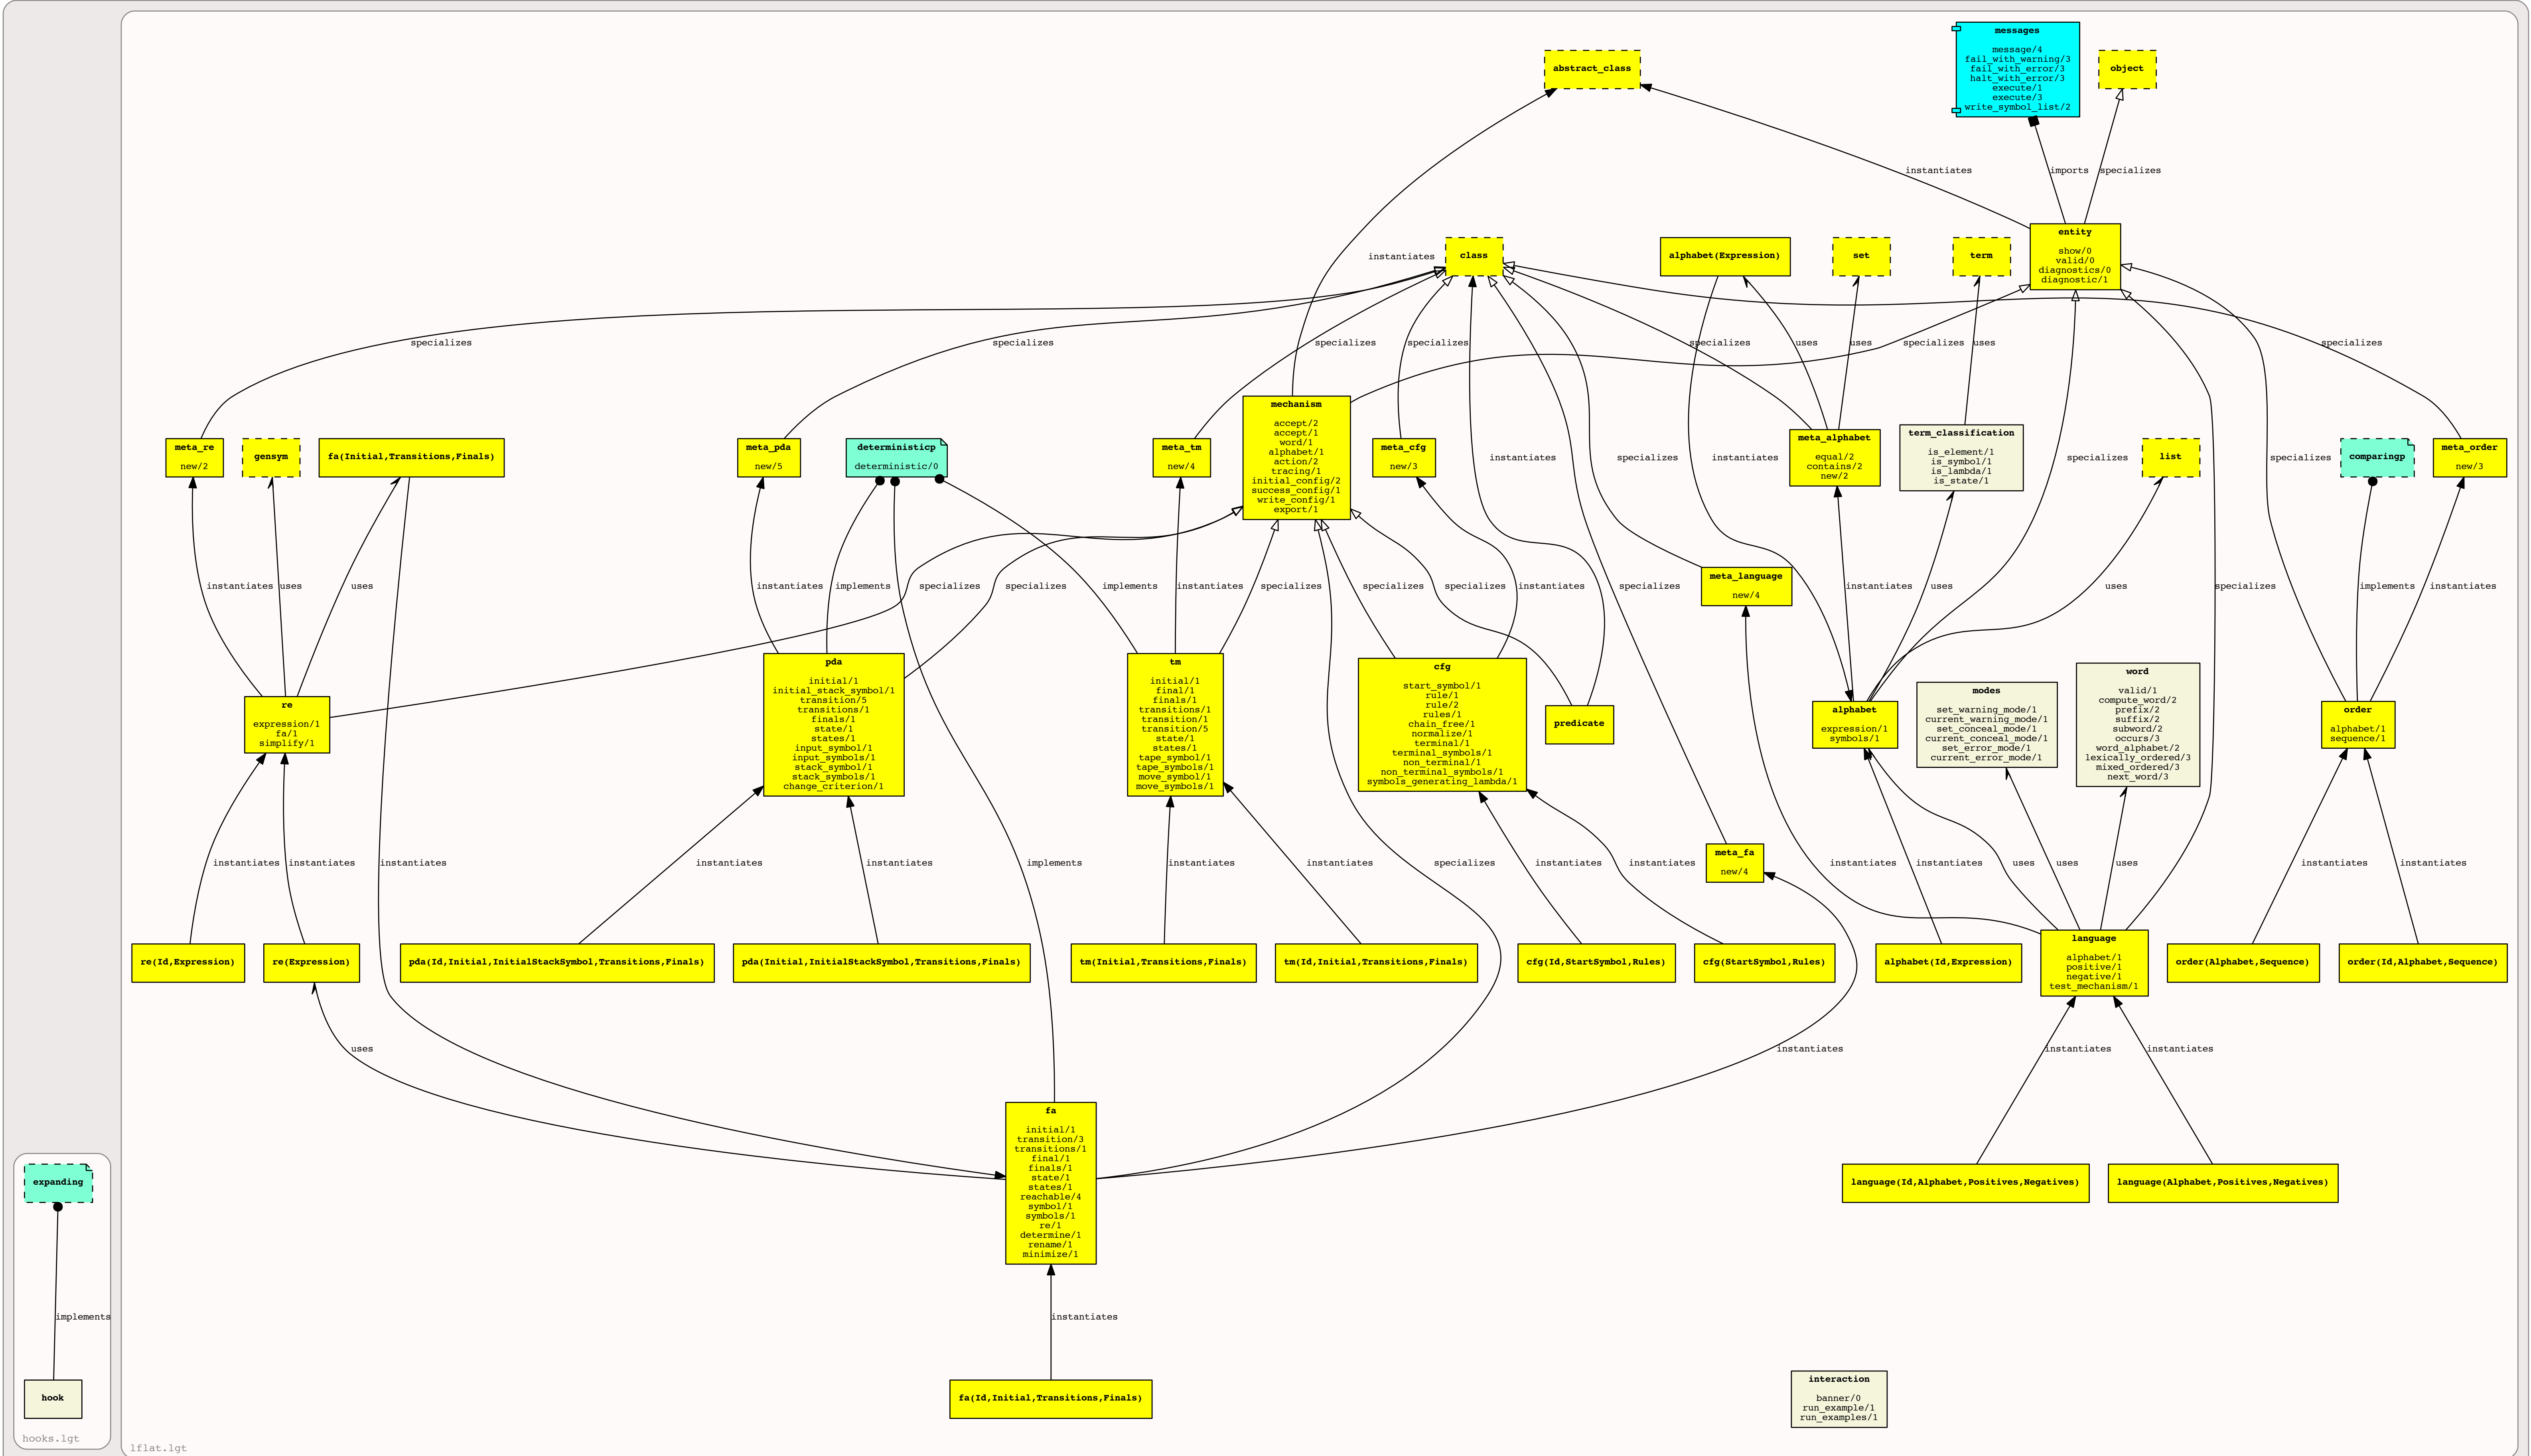 messages
message/4
fail_with_warning/3
fail_with_error/3
halt_with_error/3
execute/1
execute/3
write_symbol_list/2
abstract_class
object
instantiates
imports
specializes
entity
show/0
valid/0
diagnostics/0
diagnostic/1
instantiates
class
alphabet(Expression)
set
term
specializes
specializes
specializes
specializes
specializes
uses
uses
specializes
uses
specializes
mechanism
accept/2
accept/1
word/1
alphabet/1
action/2
tracing/1
initial_config/2
success_config/1
write_config/1
export/1
meta_re
new/2
gensym
fa(Initial,Transitions,Finals)
meta_pda
new/5
deterministicp
deterministic/0
meta_tm
new/4
meta_cfg
new/3
instantiates
specializes
instantiates
meta_alphabet
equal/2
contains/2
new/2
term_classification
is_element/1
is_symbol/1
is_lambda/1
is_state/1
specializes
list
specializes
comparingp
meta_order
new/3
instantiates
uses
uses
instantiates
implements
specializes
specializes
implements
instantiates
specializes
specializes
specializes
instantiates
specializes
meta_language
new/4
instantiates
uses
uses
specializes
implements
instantiates
re
expression/1
fa/1
simplify/1
pda
initial/1
initial_stack_symbol/1
transition/5
transitions/1
finals/1
state/1
states/1
input_symbol/1
input_symbols/1
stack_symbol/1
stack_symbols/1
change_criterion/1
tm
initial/1
final/1
finals/1
transitions/1
transition/1
transition/5
state/1
states/1
tape_symbol/1
tape_symbols/1
move_symbol/1
move_symbols/1
cfg
start_symbol/1
rule/1
rule/2
rules/1
chain_free/1
normalize/1
terminal/1
terminal_symbols/1
non_terminal/1
non_terminal_symbols/1
symbols_generating_lambda/1
predicate
alphabet
expression/1
symbols/1
modes
set_warning_mode/1
current_warning_mode/1
set_conceal_mode/1
current_conceal_mode/1
set_error_mode/1
current_error_mode/1
word
valid/1
compute_word/2
prefix/2
suffix/2
subword/2
occurs/3
word_alphabet/2
lexically_ordered/3
mixed_ordered/3
next_word/3
order
alphabet/1
sequence/1
instantiates
instantiates
instantiates
instantiates
instantiates
implements
instantiates
instantiates
specializes
instantiates
instantiates
meta_fa
new/4
instantiates
instantiates
uses
uses
uses
instantiates
instantiates
re(Id,Expression)
re(Expression)
pda(Id,Initial,InitialStackSymbol,Transitions,Finals)
pda(Initial,InitialStackSymbol,Transitions,Finals)
tm(Initial,Transitions,Finals)
tm(Id,Initial,Transitions,Finals)
cfg(Id,StartSymbol,Rules)
cfg(StartSymbol,Rules)
alphabet(Id,Expression)
language
alphabet/1
positive/1
negative/1
test_mechanism/1
order(Alphabet,Sequence)
order(Id,Alphabet,Sequence)
uses
instantiates
instantiates
instantiates
fa
initial/1
transition/3
transitions/1
final/1
finals/1
state/1
states/1
reachable/4
symbol/1
symbols/1
re/1
determine/1
rename/1
minimize/1
language(Id,Alphabet,Positives,Negatives)
language(Alphabet,Positives,Negatives)
expanding
implements
instantiates
hook
fa(Id,Initial,Transitions,Finals)
interaction
banner/0
run_example/1
run_examples/1
hooks.lgt
lflat.lgt